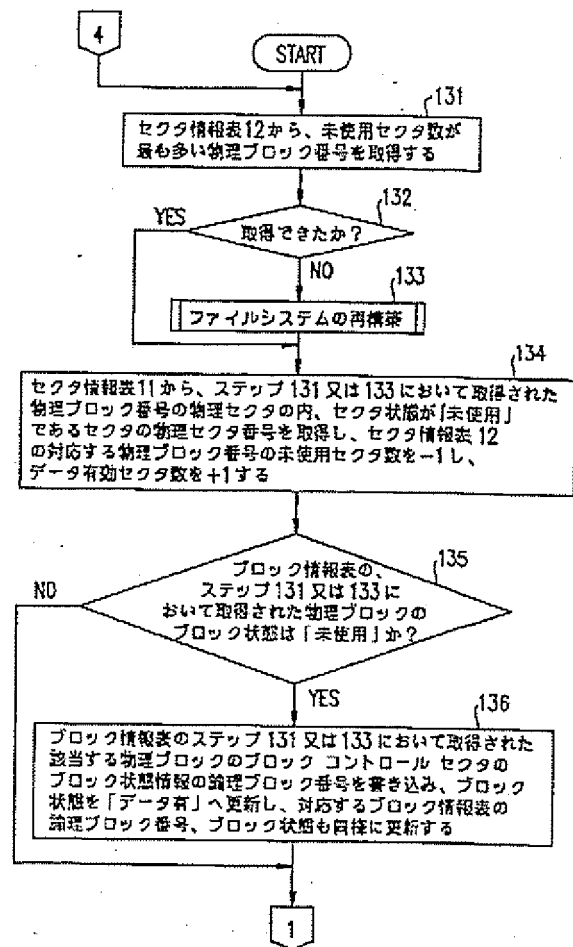 4
START
131
セクタ情報表12から、未使用セクタ数が
最も多い物理ブロック番号を取得する
132
YES
取得できたか？
NO
133
ファイルシステムの再構築
134
セクタ情報表11から、ステップ131又は133において取得された
物理ブロック番号の物理セクタの内、セクタ状態が「未使用」
であるセクタの物理セクタ番号を取得し、セクタ情報表12
の対応する物理ブロック番号の未使用セクタ数を−1し、
データ有効セクタ数を+1する
135
NO
ブロック情報表の、
ステップ131又は133に
おいて取得された物理ブロックの
ブロック状態は「未使用」か？
YES
136
ブロック情報表のステップ131又は133において取得された
該当する物理ブロックのブロック コントロール セクタの
ブロック状態情報の論理ブロック番号を書き込み、ブロック
状態を「データ有」へ更新し、対応するブロック情報表の
論理ブロック番号、ブロック状態も同様に更新する
1